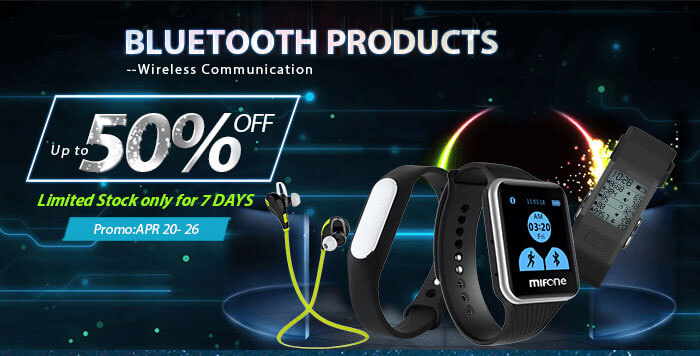 BLUETOOTH PRODUCTS
--Wireless Communication
Up to 50% OFF
Limited Stock only for 7 DAYS
Promo:APR 20- 26
AM
03:20
Fri
mifone